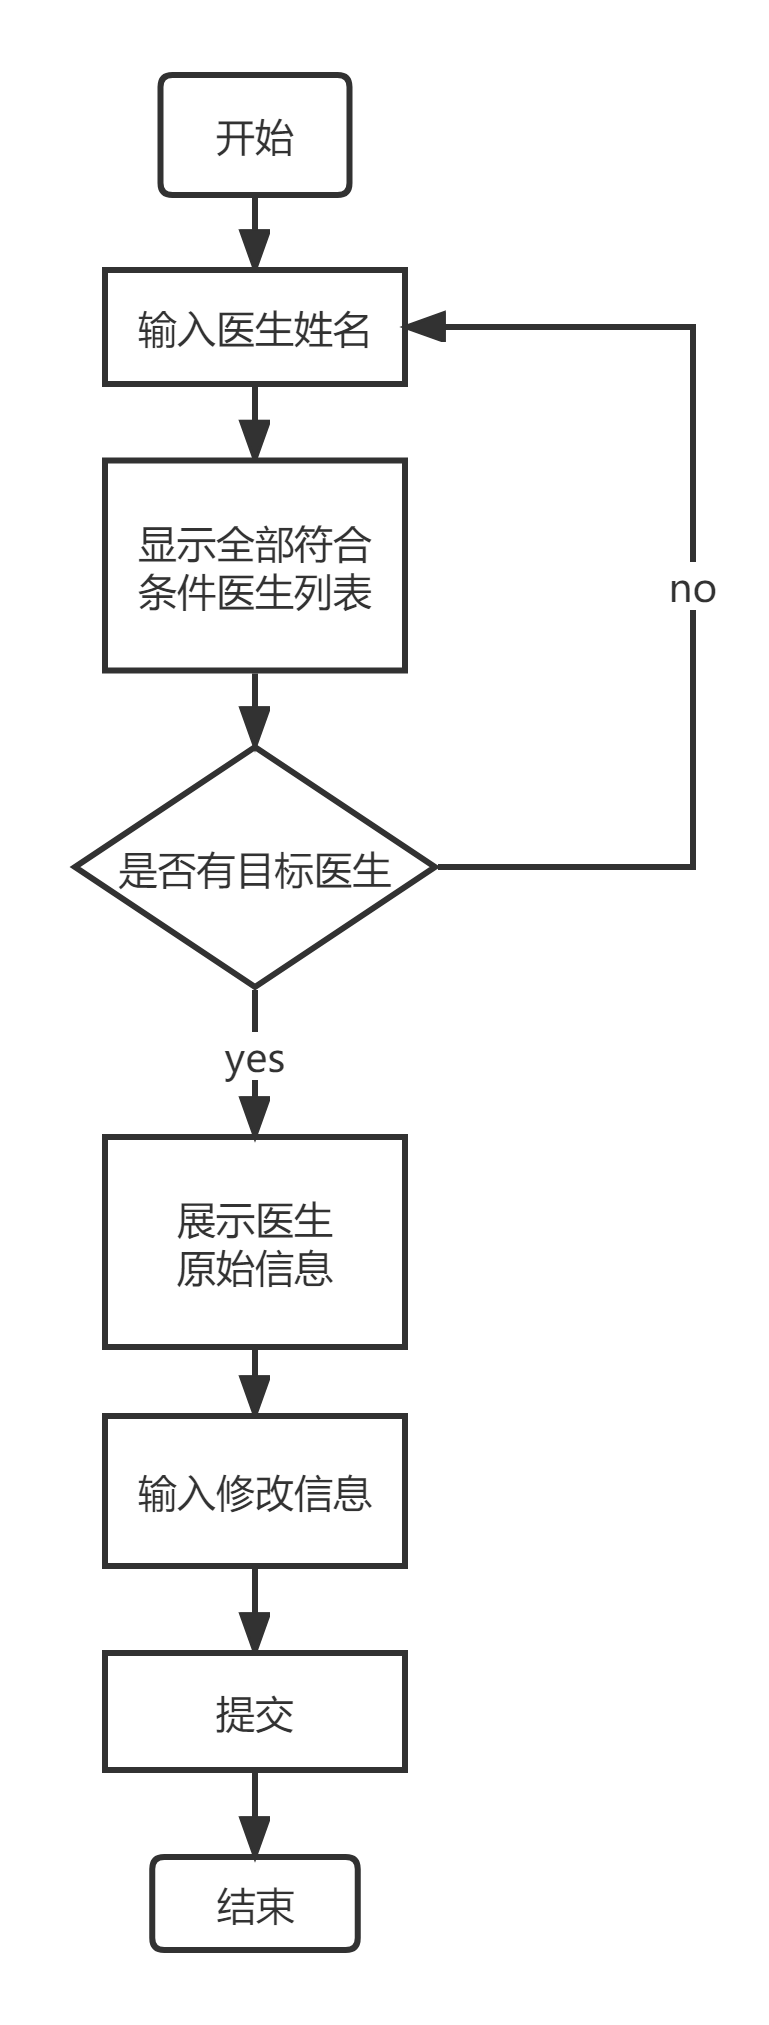 开始
输入医生姓名
显示全部符合
条件医生列表
no
是否有目标医生
yes
展示医生
原始信息
输入修改信息
提交
结束